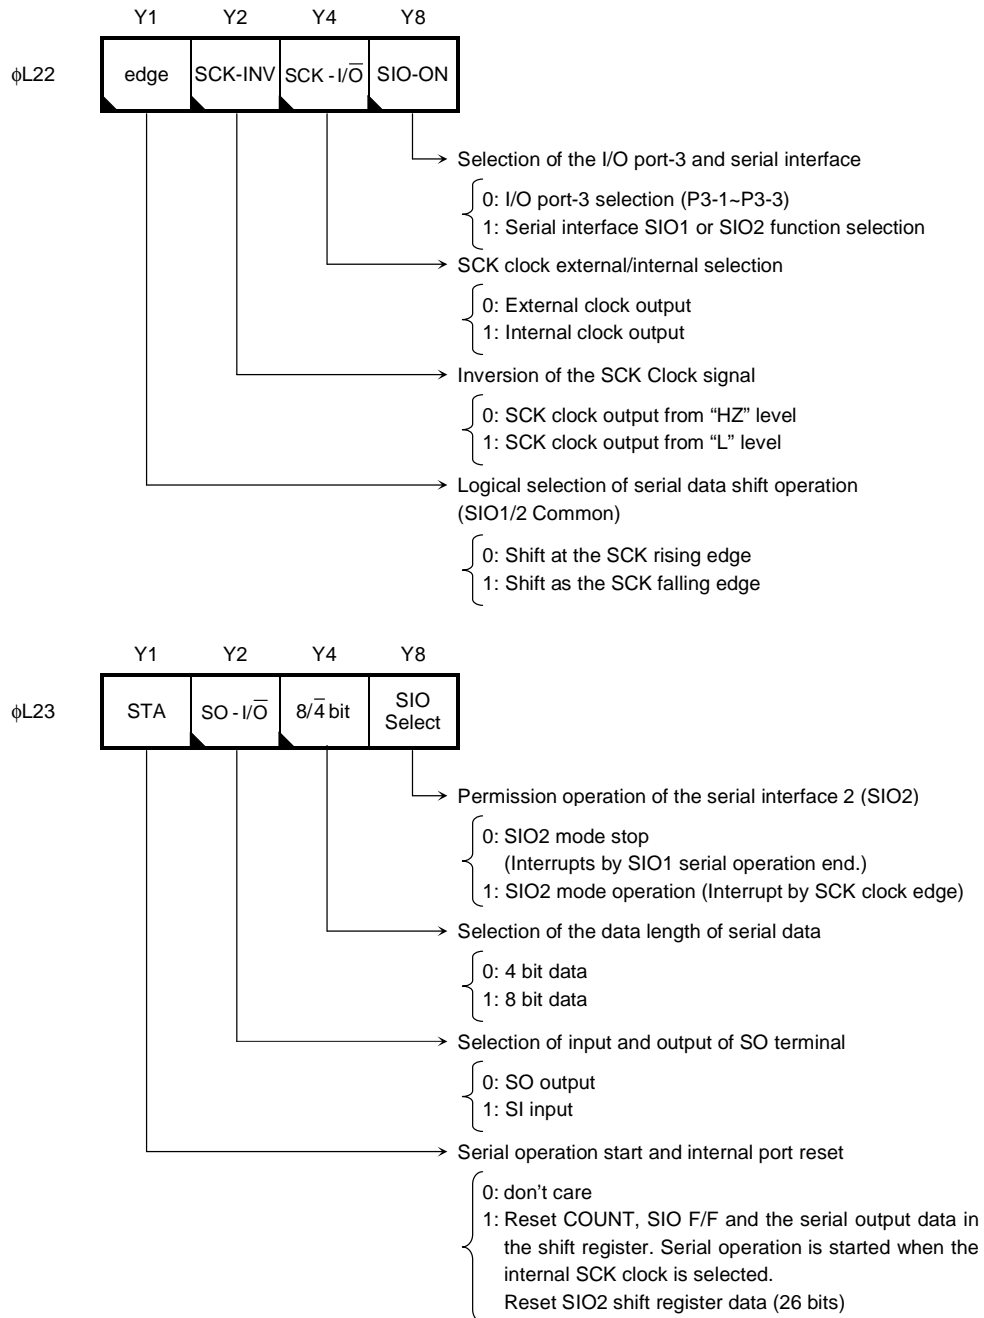 Y1 Y2 Y4 Y8
ϕL22 edge SCK-INV SCK - I/O̅ SIO-ON
Selection of the I/O port-3 and serial interface
0: I/O port-3 selection (P3-1~P3-3)
1: Serial interface SIO1 or SIO2 function selection
SCK clock external/internal selection
0: External clock output
1: Internal clock output
Inversion of the SCK Clock signal
0: SCK clock output from “HZ” level
1: SCK clock output from “L” level
Logical selection of serial data shift operation
(SIO1/2 Common)
0: Shift at the SCK rising edge
1: Shift as the SCK falling edge
Y1 Y2 Y4 Y8
ϕL23 STA SO - I/O̅ 8/4̅ bit SIO
Select
Permission operation of the serial interface 2 (SIO2)
0: SIO2 mode stop
(Interrupts by SIO1 serial operation end.)
1: SIO2 mode operation (Interrupt by SCK clock edge)
Selection of the data length of serial data
0: 4 bit data
1: 8 bit data
Selection of input and output of SO terminal
0: SO output
1: SI input
Serial operation start and internal port reset
0: don’t care
1: Reset COUNT, SIO F/F and the serial output data in
the shift register. Serial operation is started when the
internal SCK clock is selected.
Reset SIO2 shift register data (26 bits)